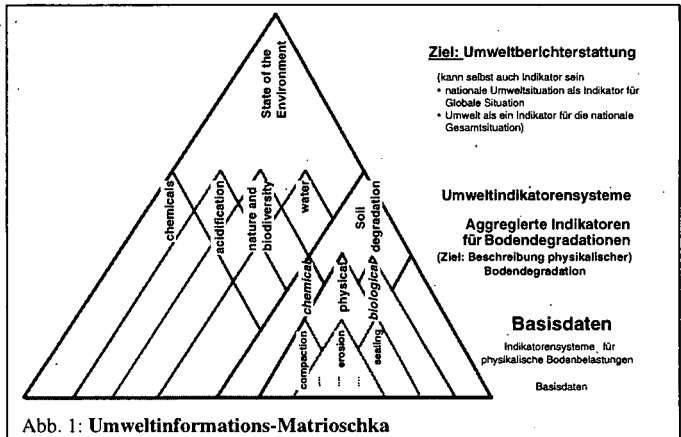 State of the
Environment
chemicals
acidification
nature and
biodiversity
water
Soil
degradation
chemical
physical
biological
compaction
erosion
sealing
Ziel: Umweltberichterstattung
(kann selbst auch Indikator sein
• nationale Umweltsituation als Indikator für
Globale Situation
• Umwelt als ein Indikator für die nationale
Gesamtsituation)
Umweltindikatorensysteme
Aggregierte Indikatoren
für Bodendegradationen
(Ziel: Beschreibung physikalischer)
Bodendegradation
Basisdaten
Indikatorensysteme für
physikalische Bodenbelastungen
Basisdaten
Abb. 1: Umweltinformations-Matrioschka